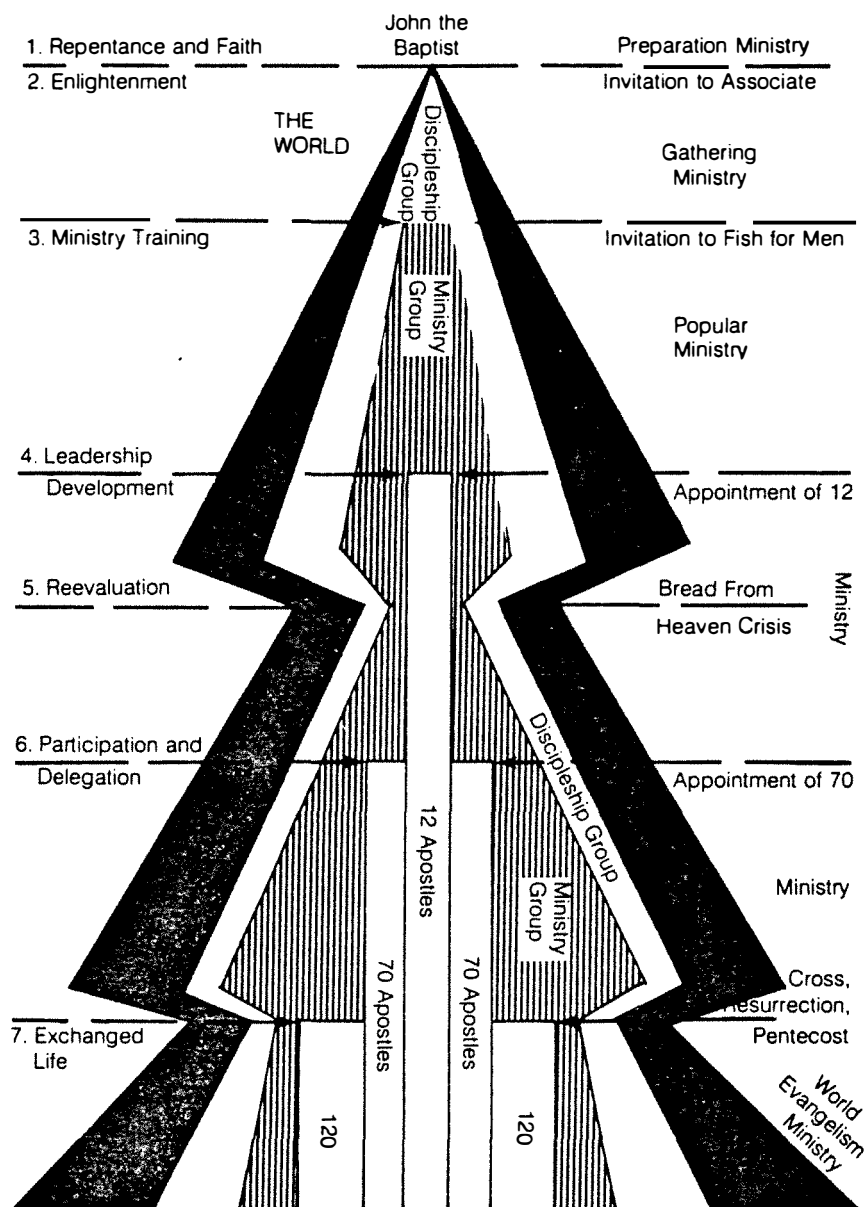 John the
Baptist
1. Repentance and Faith
Preparation Ministry
2. Enlightenment
Invitation to Associate
THE
WORLD
Discipleship
Group
Gathering
Ministry
3. Ministry Training
Invitation to Fish for Men
Ministry
Group
Popular
Ministry
4. Leadership
Development
Appointment of 12
5. Reevaluation
Bread From
Heaven Crisis
Ministry
6. Participation and
Delegation
Discipleship Group
Appointment of 70
12 Apostles
Ministry
Group
Ministry
70 Apostles
70 Apostles
Cross,
Resurrection,
Pentecost
7. Exchanged
Life
120
120
World
Evangelism
Ministry